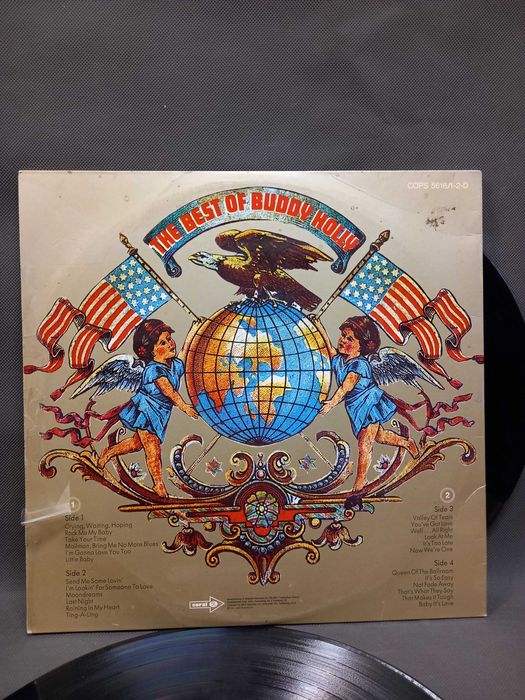 COPS 5616/1-2-D
THE BEST OF BUDDY HOLLY
1
Side 1
Crying, Waiting, Hoping
Rock Me My Baby
Take Your Time
Mailman, Bring Me No More Blues
I'm Gonna Love You Too
Little Baby
Side 2
Send Me Some Lovin'
I'm Lookin' For Someone To Love
Moondreams
Last Night
Raining In My Heart
Ting-A-Ling
2
Side 3
Valley Of Tears
You've Got Love
Well . . . All Right
Look At Me
It's Too Late
Now We're One
Side 4
Queen Of The Ballroom
It's So Easy
Not Fade Away
That's What They Say
That Makes It Tough
Baby It's Love
coral